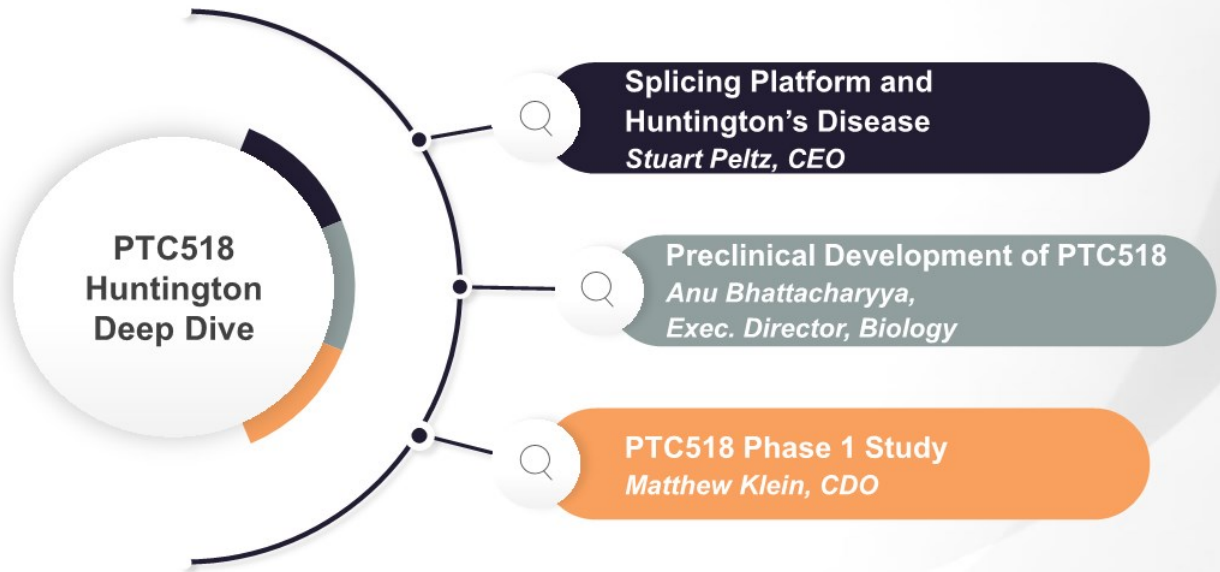 PTC518
Huntington
Deep Dive
Splicing Platform and
Huntington’s Disease
Stuart Peltz, CEO
Preclinical Development of PTC518
Anu Bhattacharyya,
Exec. Director, Biology
PTC518 Phase 1 Study
Matthew Klein, CDO